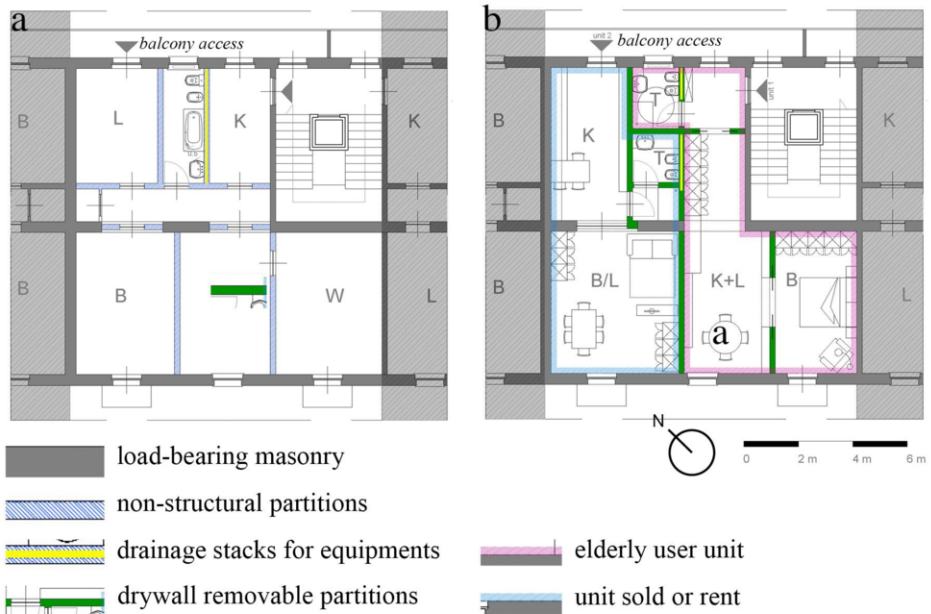 a
balcony access
B
L
K
K
B
B
W
L
b
unit 2
balcony access
unit 1
B
K
T
T
K
B
B/L
K+L
a
B
L
N
0
2 m
4 m
6 m
load-bearing masonry
non-structural partitions
drainage stacks for equipments
drywall removable partitions
elderly user unit
unit sold or rent